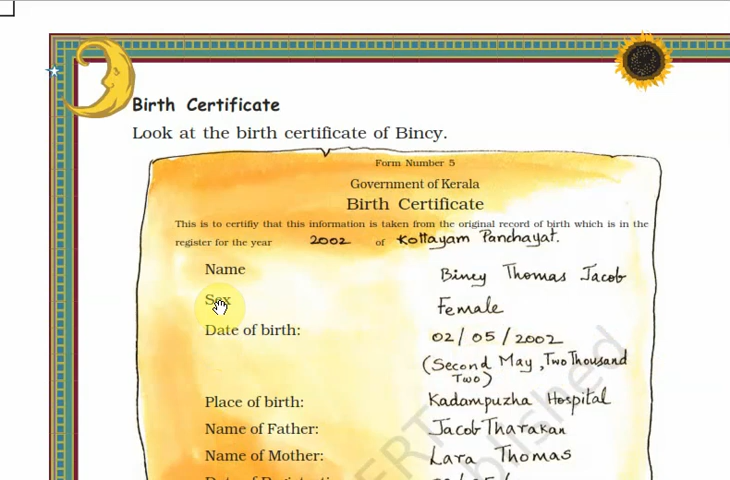 Birth Certificate
Look at the birth certificate of Bincy.
Form Number 5
Government of Kerala
Birth Certificate
This is to certifiy that this information is taken from the original record of birth which is in the
register for the year 2002 of Kottayam Panchayat.
Name Bincy Thomas Jacob
Sex Female
Date of birth: 02/05/2002
(Second May, Two Thousand
Two)
Place of birth: Kadampuzha Hospital
Name of Father: Jacob Tharakan
Name of Mother: Lara Thomas